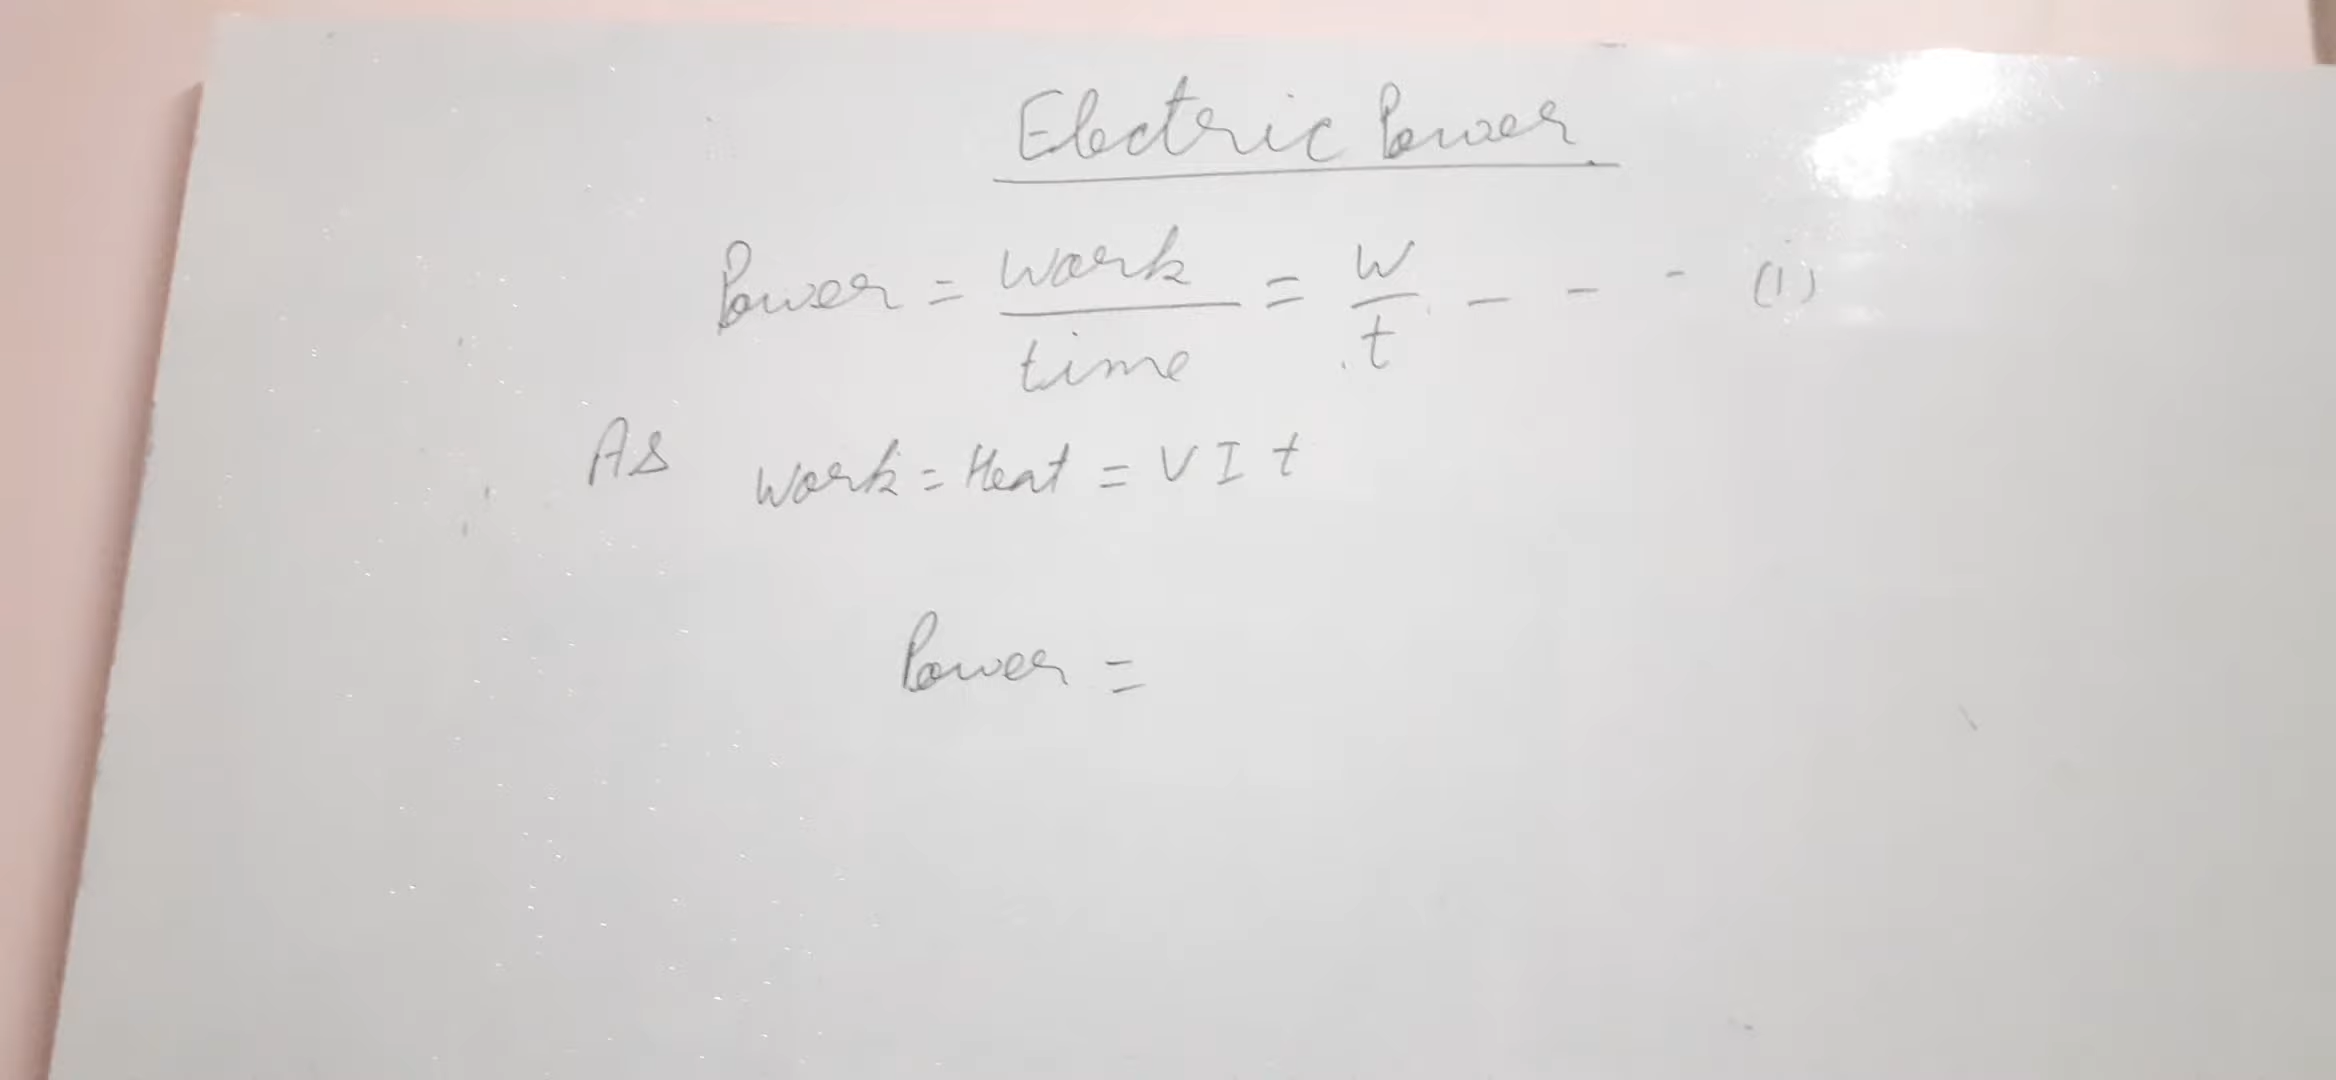 Electric Power
Power = work / time = W / t - - - (1)
As work = Heat = V I t
Power =